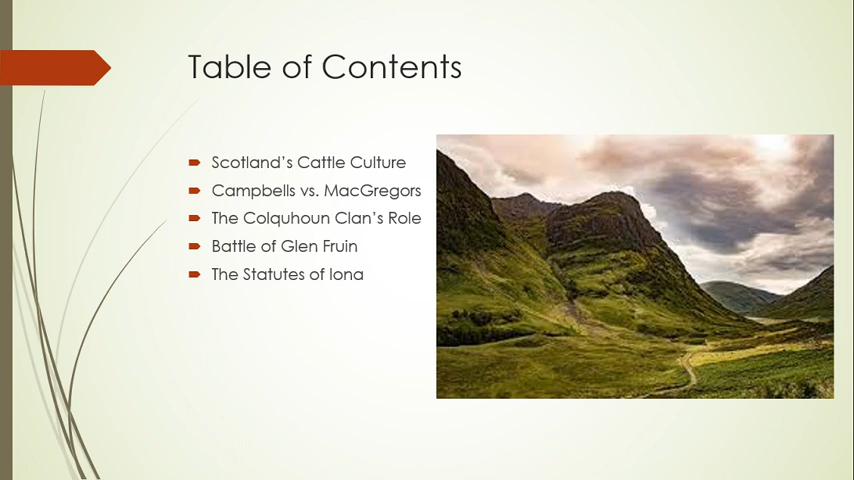 Table of Contents
Scotland's Cattle Culture
Campbells vs. MacGregors
The Colquhoun Clan's Role
Battle of Glen Fruin
The Statutes of Iona